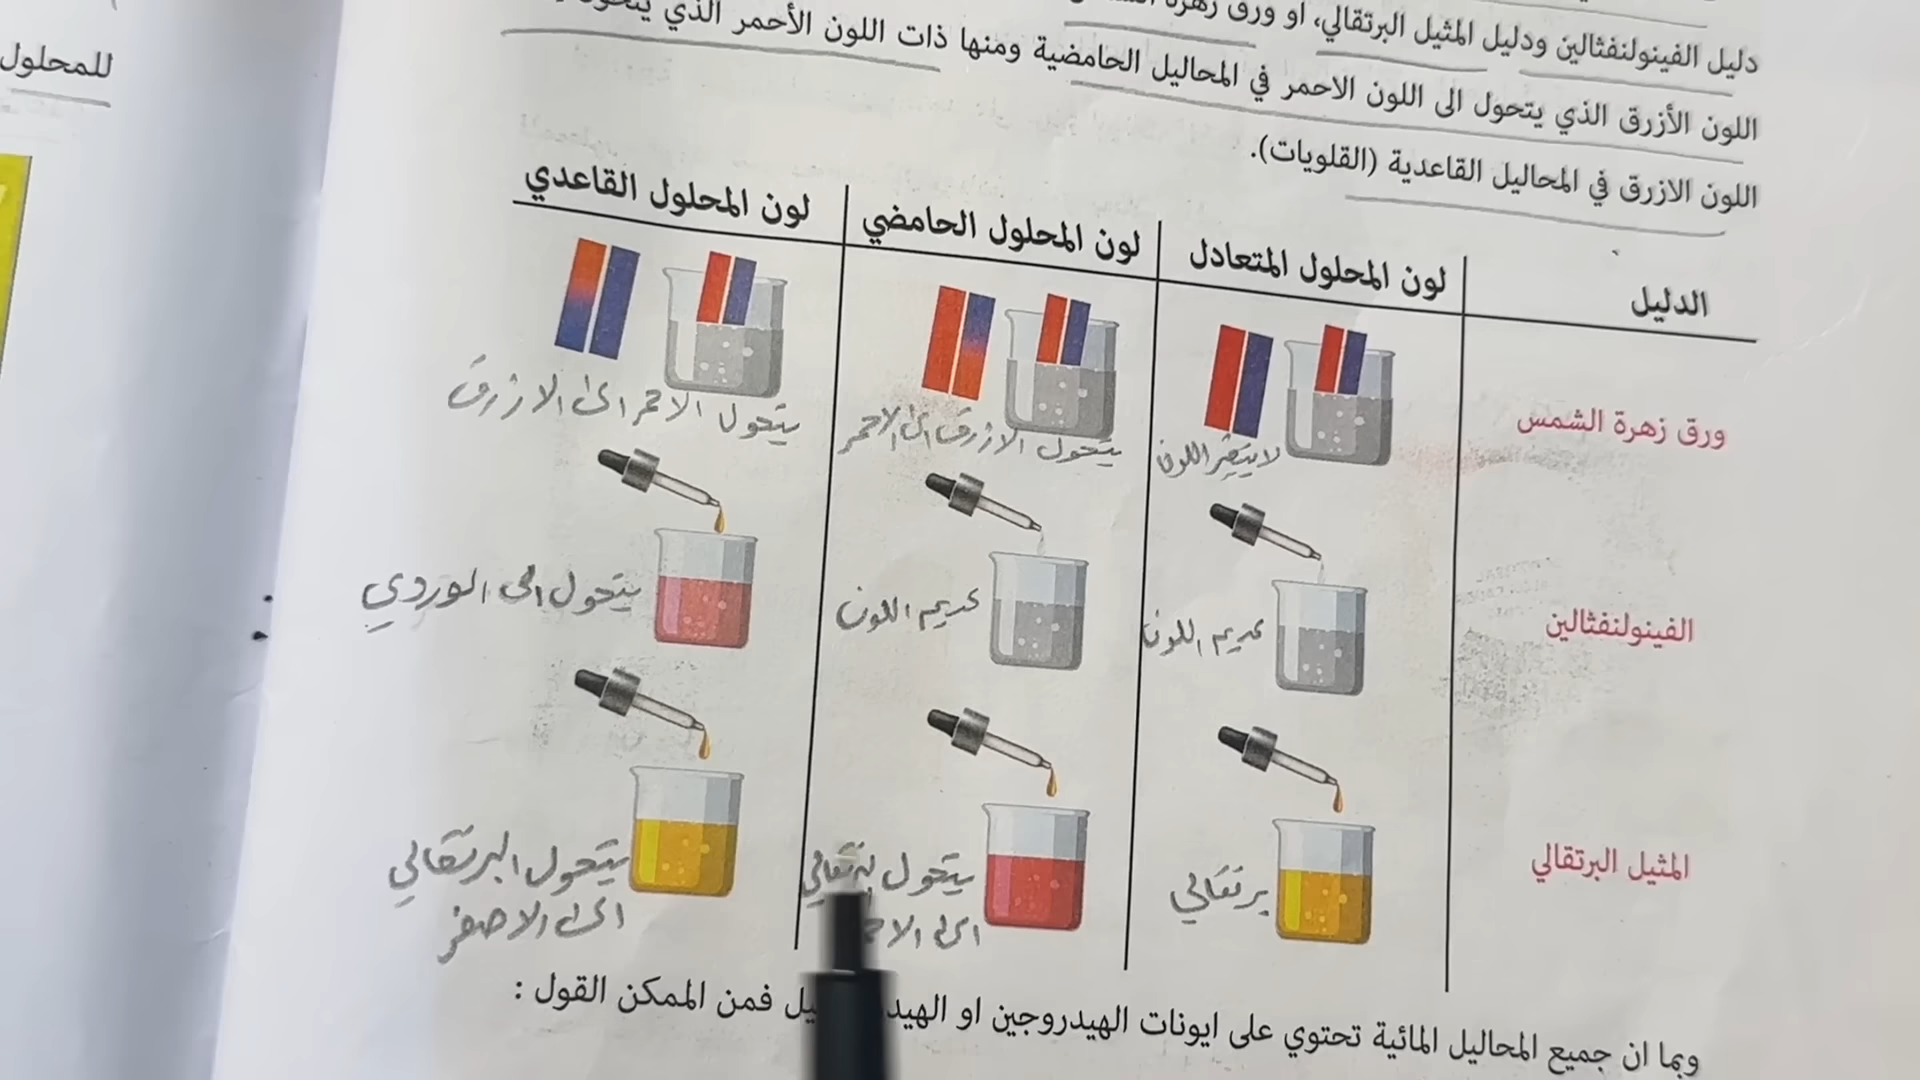 دليل الفينولنفثالين ودليل المثيل البرتقالي، او ورق زهرة
اللون الأزرق الذي يتحول الى اللون الاحمر في المحاليل الحامضية ومنها ذات اللون الأحمر الذي
اللون الازرق في المحاليل القاعدية (القلويات).
الدليل
لون المحلول المتعادل
لون المحلول الحامضي
لون المحلول القاعدي
ورق زهرة الشمس
لا يتغير اللون
يتحول الازرق الى الاحمر
يتحول الاحمر الى الازرق
الفينولنفثالين
عديم اللون
عديم اللون
يتحول الى الوردي
المثيل البرتقالي
برتقالي
يتحول
الى
يتحول البرتقالي
الى الاصفر
وبما ان جميع المحاليل المائية تحتوي على ايونات الهيدروجين او فمن الممكن القول :
للمحلول